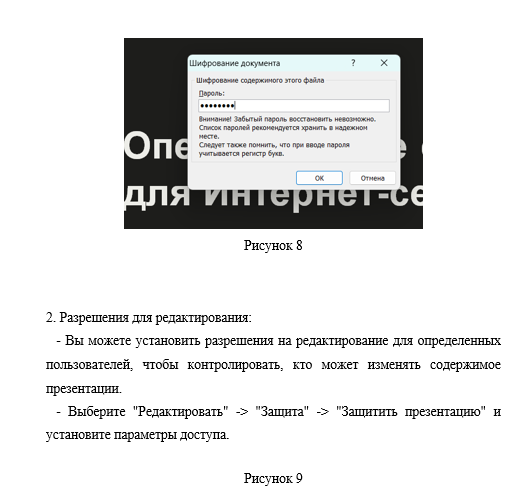 Шифрование документа
Шифрование содержимого этого файла
Пароль:
Внимание! Забытый пароль восстановить невозможно.
Список паролей рекомендуется хранить в надежном
месте.
Следует также помнить, что при вводе пароля
учитывается регистр букв.
ОК Отмена
для Интернет-се
Рисунок 8
2. Разрешения для редактирования:
- Вы можете установить разрешения на редактирование для определенных
пользователей, чтобы контролировать, кто может изменять содержимое
презентации.
- Выберите "Редактировать" -> "Защита" -> "Защитить презентацию" и
установите параметры доступа.
Рисунок 9